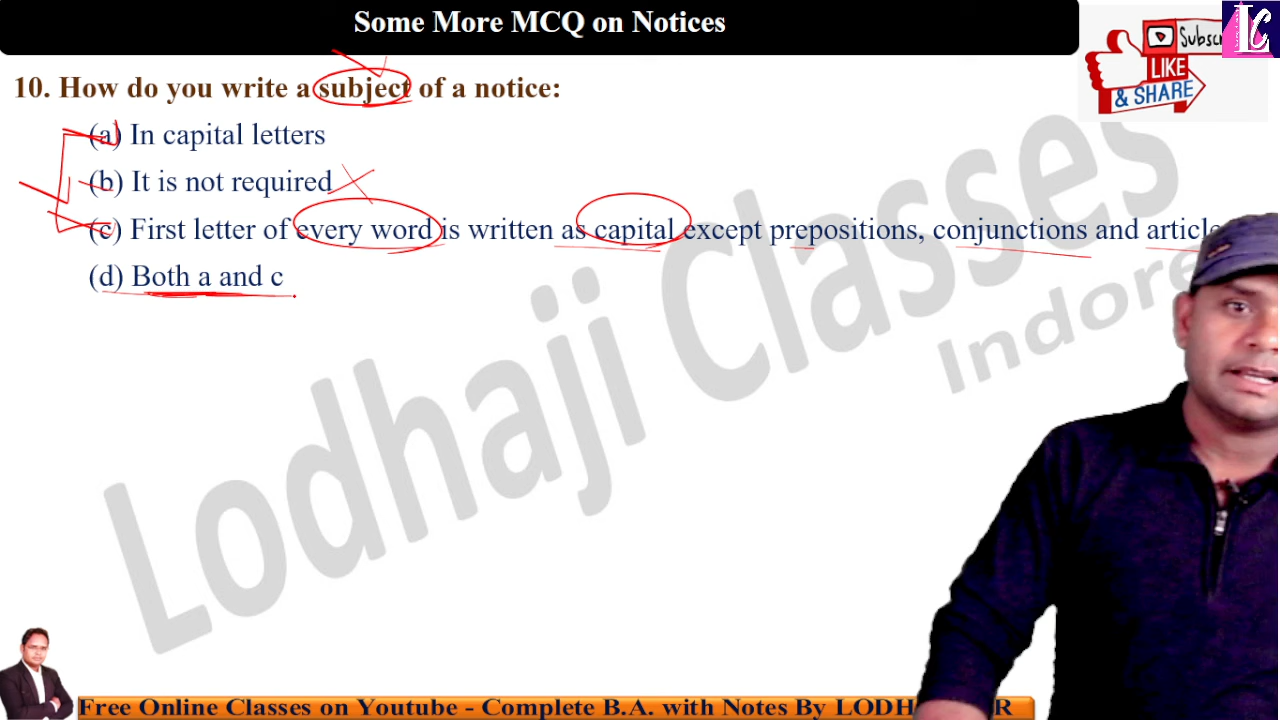 Some More MCQ on Notices
Subscr
LC
LIKE
& SHARE
10. How do you write a subject of a notice:
(a) In capital letters
(b) It is not required
(c) First letter of every word is written as capital except prepositions, conjunctions and article
(d) Both a and c
Lodhaji Classes
Indore
Free Online Classes on Youtube - Complete B.A. with Notes By LODH R